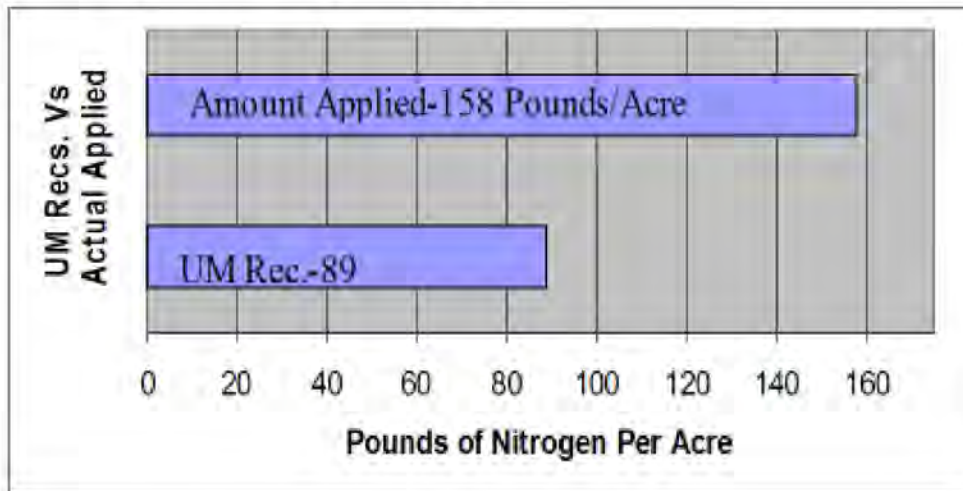 UM Recs. Vs
Actual Applied
Amount Applied-158 Pounds/Acre
UM Rec.-89
0 20 40 60 80 100 120 140 160
Pounds of Nitrogen Per Acre